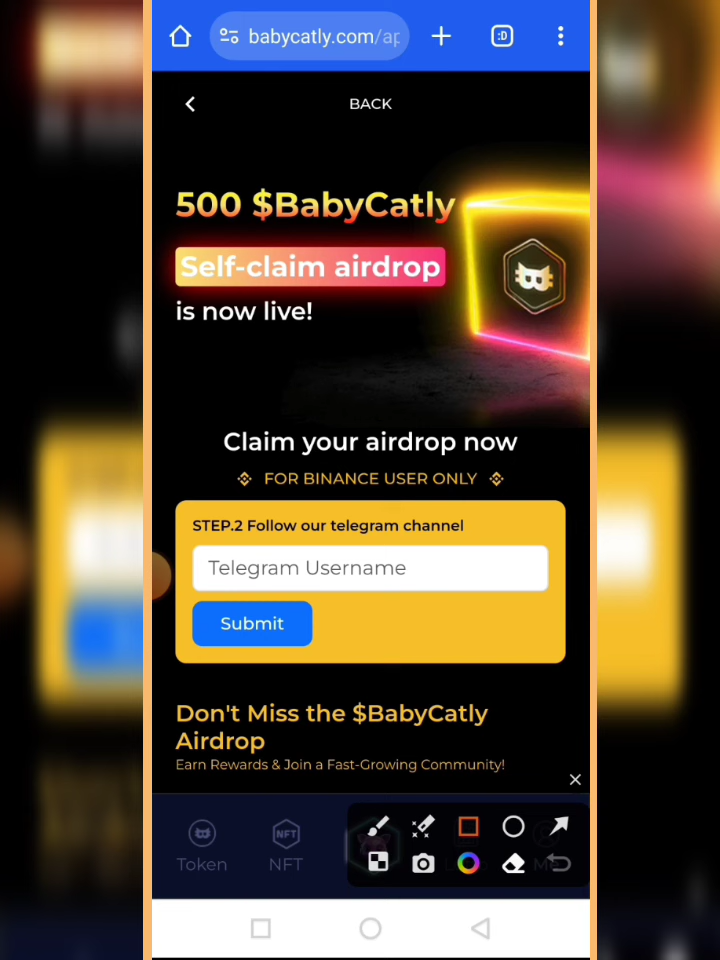 babycatly.com/ap
:D
BACK
500 $BabyCatly
Self-claim airdrop
is now live!
Claim your airdrop now
FOR BINANCE USER ONLY
STEP.2 Follow our telegram channel
Telegram Username
Submit
Don't Miss the $BabyCatly
Airdrop
Earn Rewards & Join a Fast-Growing Community!
NFT
Token
NFT